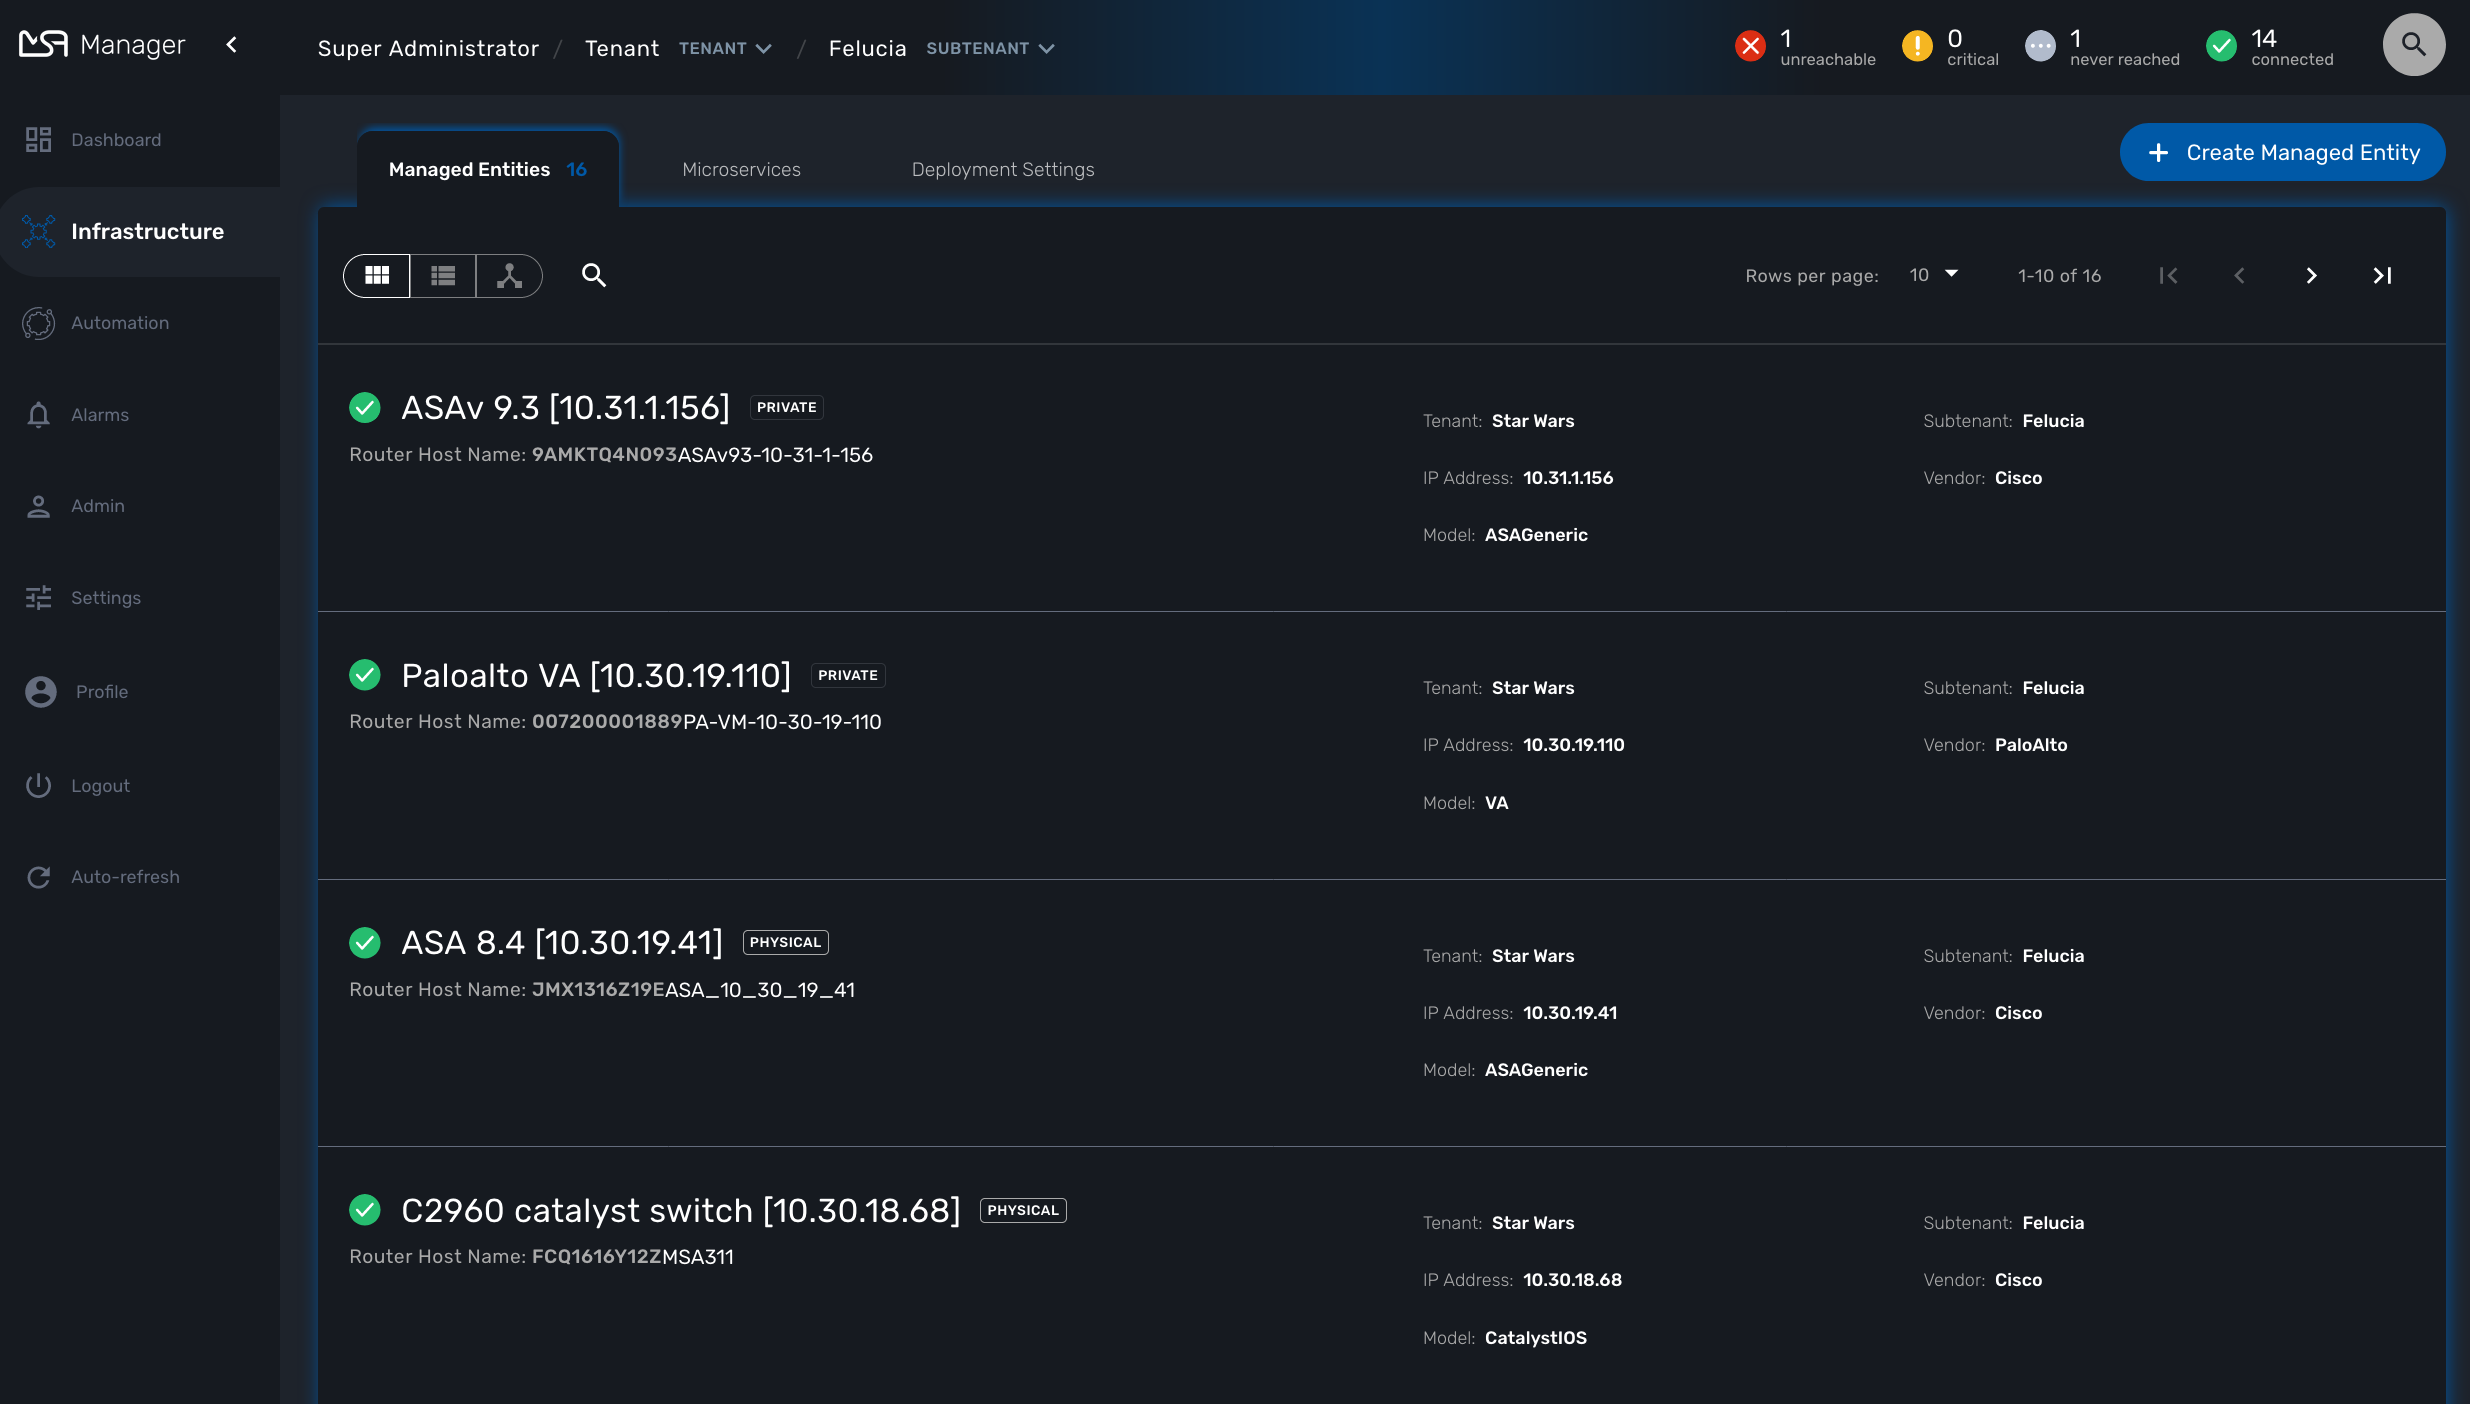 MSA Manager
Super Administrator / Tenant TENANT / Felucia SUBTENANT
1 unreachable
0 critical
1 never reached
14 connected
Dashboard
Infrastructure
Automation
Alarms
Admin
Settings
Profile
Logout
Auto-refresh
Managed Entities 16
Microservices
Deployment Settings
+ Create Managed Entity
Rows per page: 10 1-10 of 16
ASAv 9.3 [10.31.1.156] PRIVATE
Router Host Name: 9AMKTQ4N093ASAv93-10-31-1-156
Tenant: Star Wars
Subtenant: Felucia
IP Address: 10.31.1.156
Vendor: Cisco
Model: ASAGeneric
Paloalto VA [10.30.19.110] PRIVATE
Router Host Name: 007200001889PA-VM-10-30-19-110
Tenant: Star Wars
Subtenant: Felucia
IP Address: 10.30.19.110
Vendor: PaloAlto
Model: VA
ASA 8.4 [10.30.19.41] PHYSICAL
Router Host Name: JMX1316Z19EASA_10_30_19_41
Tenant: Star Wars
Subtenant: Felucia
IP Address: 10.30.19.41
Vendor: Cisco
Model: ASAGeneric
C2960 catalyst switch [10.30.18.68] PHYSICAL
Router Host Name: FCQ1616Y12ZMSA311
Tenant: Star Wars
Subtenant: Felucia
IP Address: 10.30.18.68
Vendor: Cisco
Model: CatalystIOS